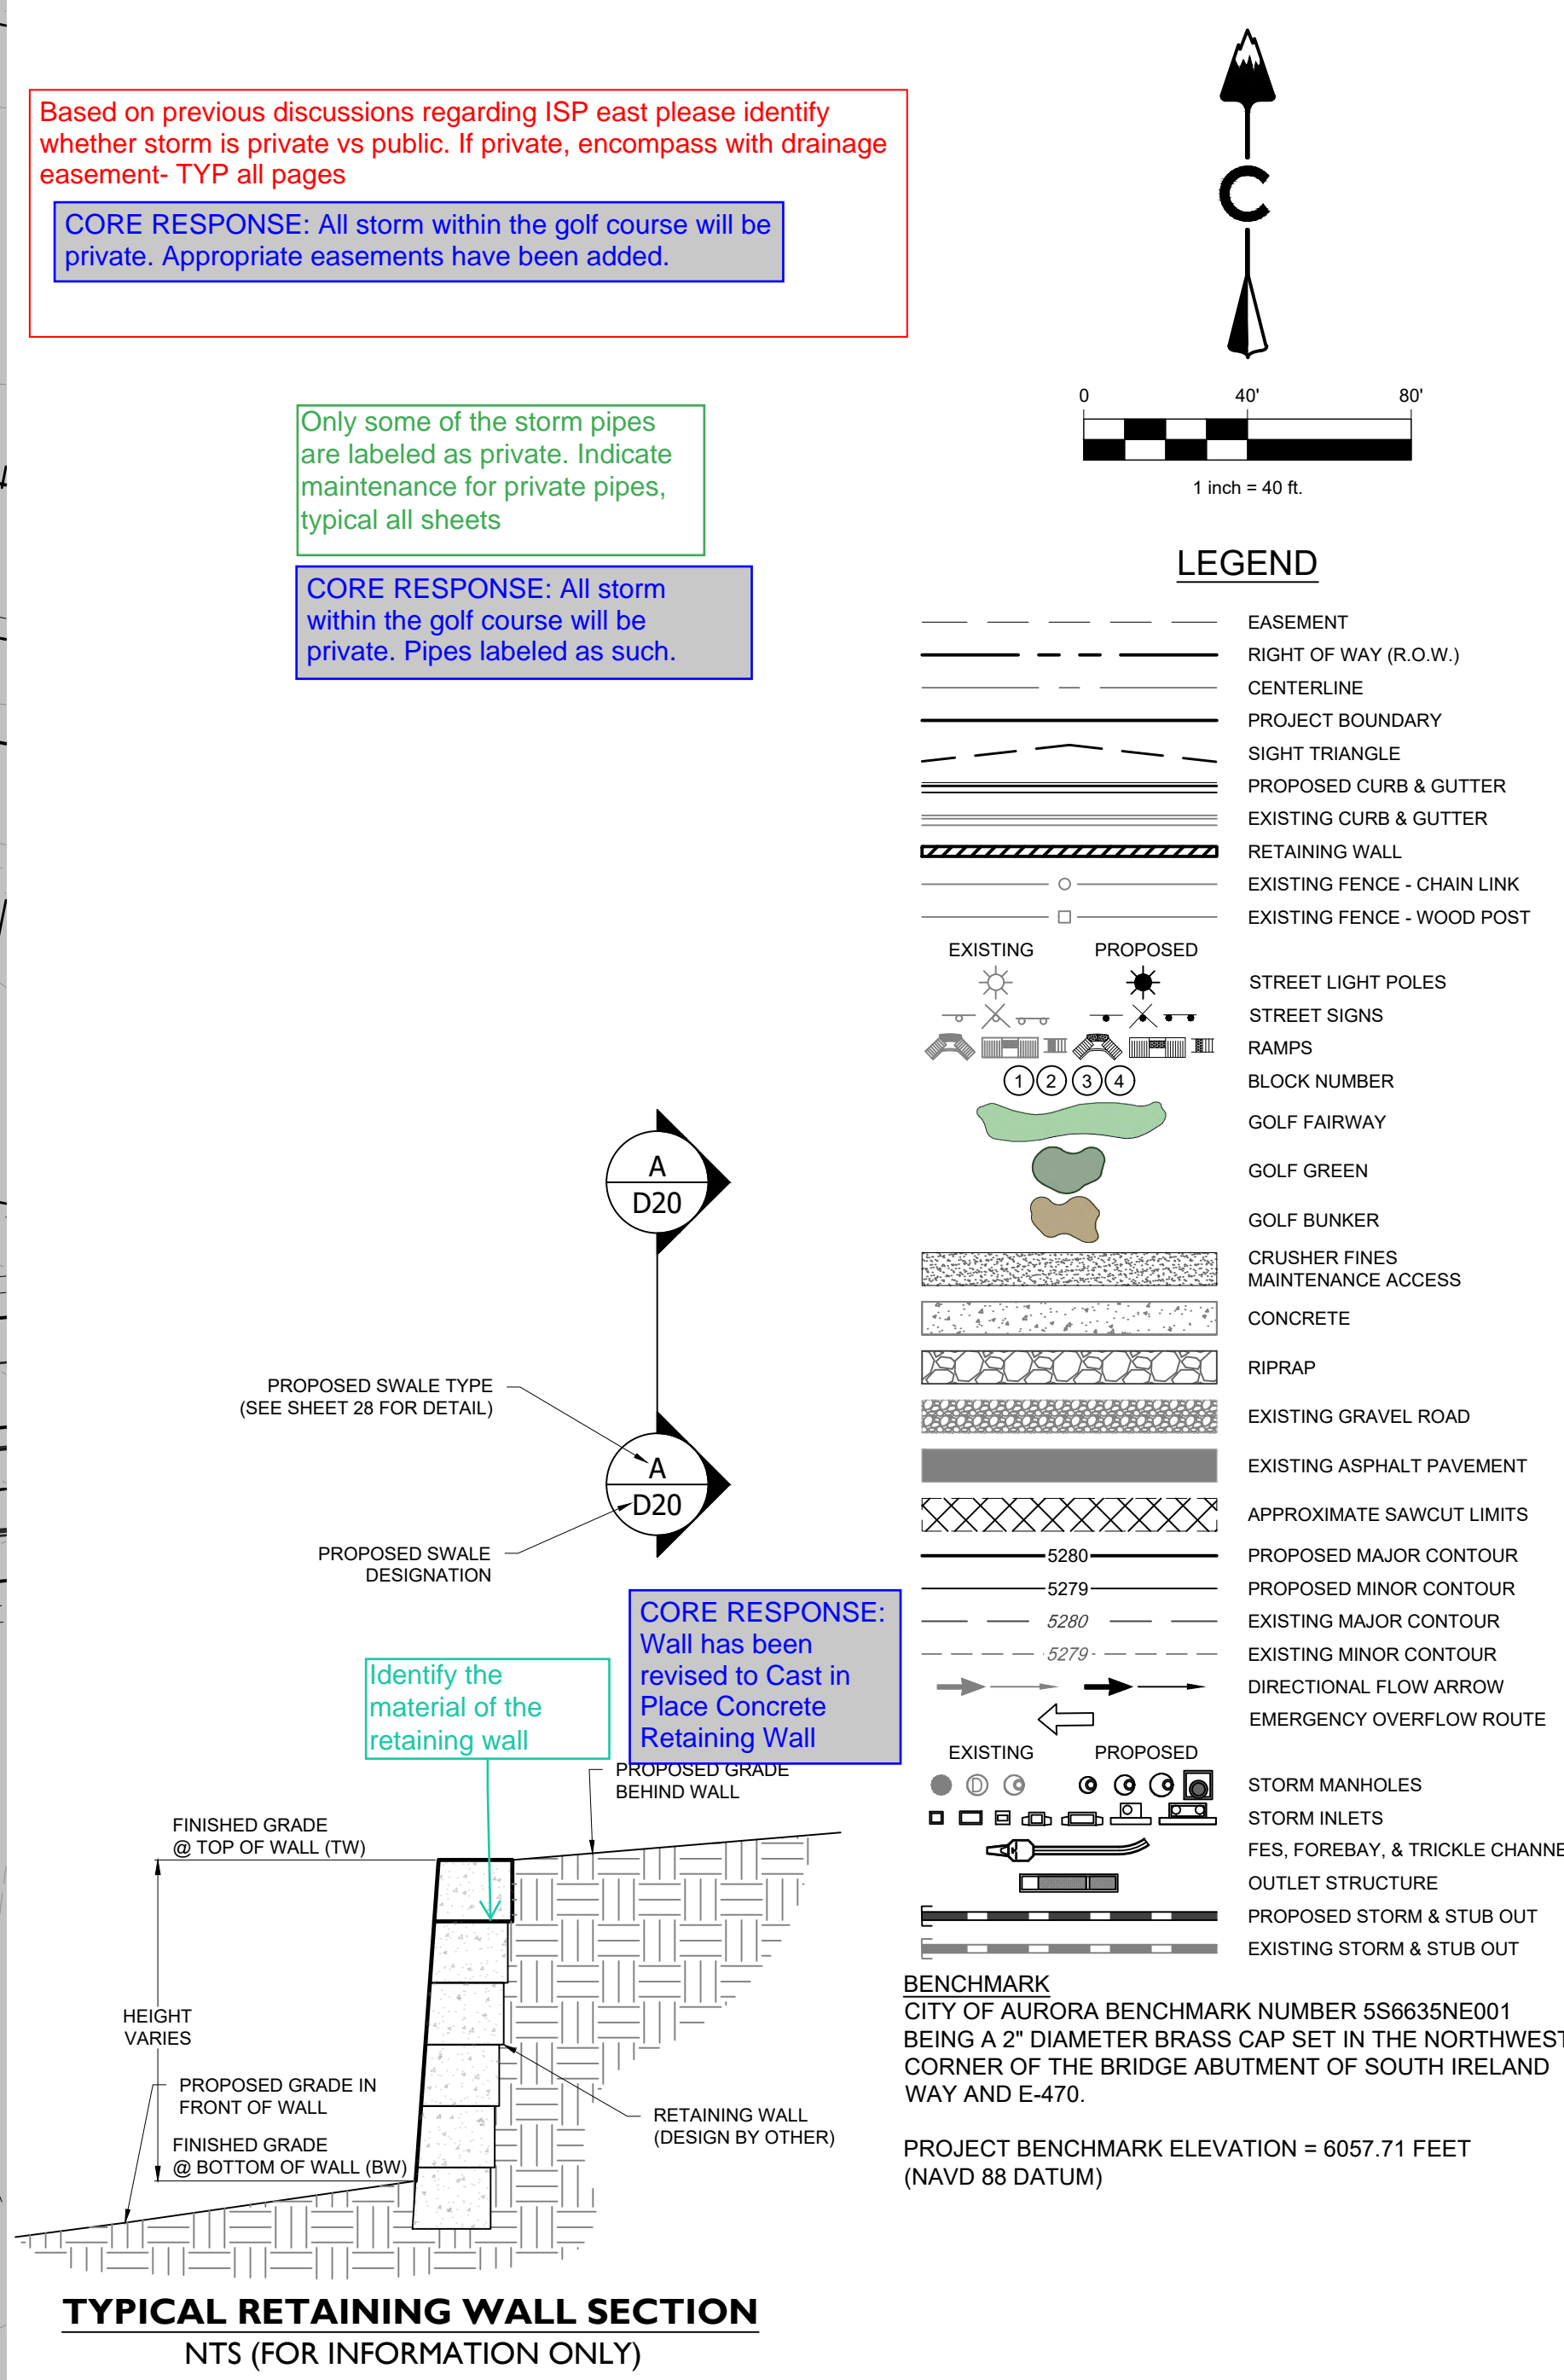 Based on previous discussions regarding ISP east please identify
whether storm is private vs public. If private, encompass with drainage
easement- TYP all pages
CORE RESPONSE: All storm within the golf course will be
private. Appropriate easements have been added.
Only some of the storm pipes
are labeled as private. Indicate
maintenance for private pipes,
typical all sheets
CORE RESPONSE: All storm
within the golf course will be
private. Pipes labeled as such.
C
0 40' 80'
1 inch = 40 ft.
LEGEND
EASEMENT
RIGHT OF WAY (R.O.W.)
CENTERLINE
PROJECT BOUNDARY
SIGHT TRIANGLE
PROPOSED CURB & GUTTER
EXISTING CURB & GUTTER
RETAINING WALL
EXISTING FENCE - CHAIN LINK
EXISTING FENCE - WOOD POST
EXISTING PROPOSED
STREET LIGHT POLES
STREET SIGNS
RAMPS
1 2 3 4 BLOCK NUMBER
GOLF FAIRWAY
GOLF GREEN
GOLF BUNKER
CRUSHER FINES
MAINTENANCE ACCESS
CONCRETE
RIPRAP
EXISTING GRAVEL ROAD
EXISTING ASPHALT PAVEMENT
APPROXIMATE SAWCUT LIMITS
5280 PROPOSED MAJOR CONTOUR
5279 PROPOSED MINOR CONTOUR
5280 EXISTING MAJOR CONTOUR
5279 EXISTING MINOR CONTOUR
DIRECTIONAL FLOW ARROW
EMERGENCY OVERFLOW ROUTE
EXISTING PROPOSED
D STORM MANHOLES
STORM INLETS
FES, FOREBAY, & TRICKLE CHANNE
OUTLET STRUCTURE
PROPOSED STORM & STUB OUT
EXISTING STORM & STUB OUT
BENCHMARK
CITY OF AURORA BENCHMARK NUMBER 5S6635NE001
BEING A 2" DIAMETER BRASS CAP SET IN THE NORTHWEST
CORNER OF THE BRIDGE ABUTMENT OF SOUTH IRELAND
WAY AND E-470.
PROJECT BENCHMARK ELEVATION = 6057.71 FEET
(NAVD 88 DATUM)
A
D20
PROPOSED SWALE TYPE
(SEE SHEET 28 FOR DETAIL)
A
D20
PROPOSED SWALE
DESIGNATION
CORE RESPONSE:
Wall has been
revised to Cast in
Place Concrete
Retaining Wall
Identify the
material of the
retaining wall
PROPOSED GRADE
BEHIND WALL
FINISHED GRADE
@ TOP OF WALL (TW)
HEIGHT
VARIES
PROPOSED GRADE IN
FRONT OF WALL
FINISHED GRADE
@ BOTTOM OF WALL (BW)
RETAINING WALL
(DESIGN BY OTHER)
TYPICAL RETAINING WALL SECTION
NTS (FOR INFORMATION ONLY)